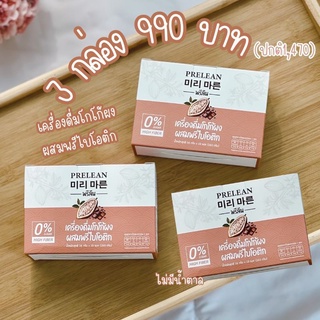 3 กล่อง 990 บาท
(ปกติ1,470)
เครื่องดื่มโกโก้ผง
ผสมพรีไบโอติก
PRELEAN
미리 마른
พรีลีน
0%
HIGH FIBER
เครื่องดื่มโกโก้ผง
ผสมพรีไบโอติก
PRELEAN
미리 마른
พรีลีน
0%
HIGH FIBER
เครื่องดื่มโกโก้ผง
ผสมพรีไบโอติก
PRELEAN
미리 마른
พรีลีน
0%
HIGH FIBER
เครื่องดื่มโกโก้ผง
ผสมพรีไบโอติก
ไม่มีน้ำตาล